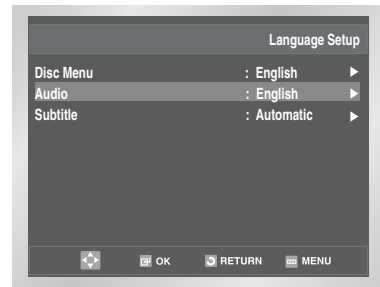 Language Setup
Disc Menu : English
Audio : English
Subtitle : Automatic
OK RETURN MENU